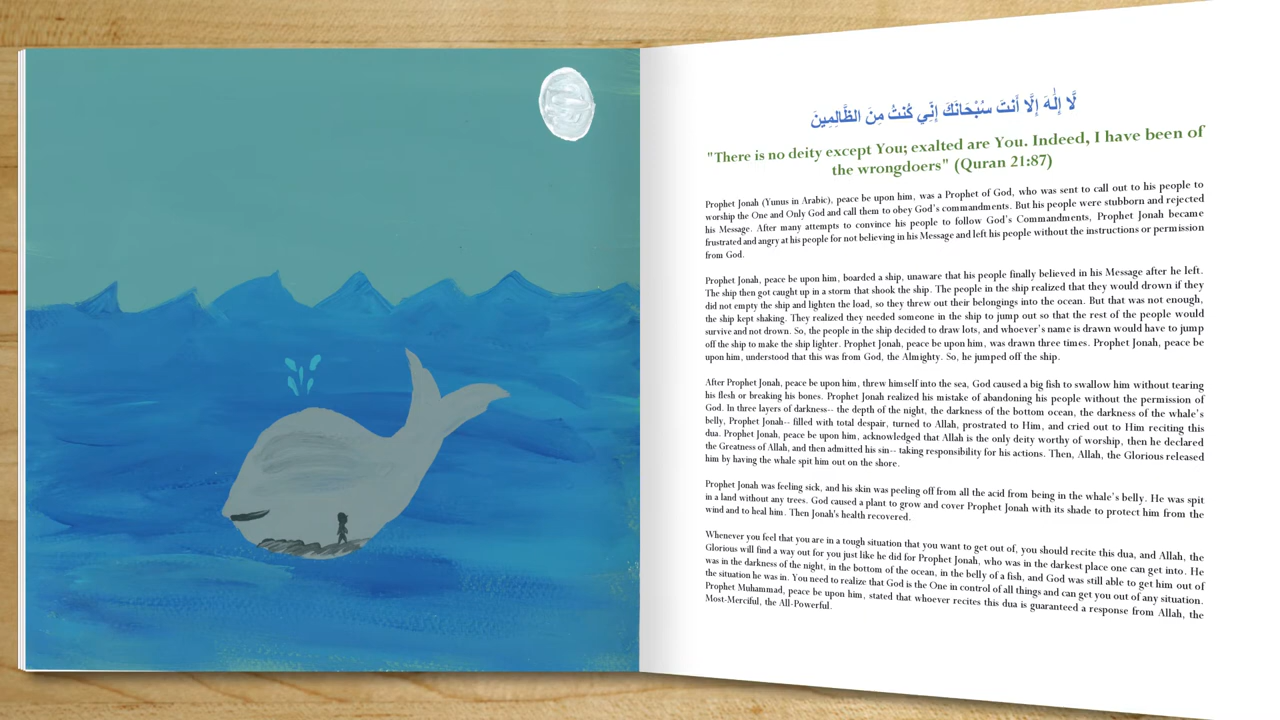 لَّا إِلَٰهَ إِلَّا أَنتَ سُبْحَانَكَ إِنِّي كُنتُ مِنَ الظَّالِمِينَ
"There is no deity except You; exalted are You. Indeed, I have been of
the wrongdoers" (Quran 21:87)
Prophet Jonah (Yunus in Arabic), peace be upon him, was a Prophet of God, who was sent to call out to his people to
worship the One and Only God and call them to obey God's commandments. But his people were stubborn and rejected
his Message. After many attempts to convince his people to follow God's Commandments, Prophet Jonah became
frustrated and angry at his people for not believing in his Message and left his people without the instructions or permission
from God.
Prophet Jonah, peace be upon him, boarded a ship, unaware that his people finally believed in his Message after he left.
The ship then got caught up in a storm that shook the ship. The people in the ship realized that they would drown if they
did not empty the ship and lighten the load, so they threw out their belongings into the ocean. But that was not enough,
the ship kept shaking. They realized they needed someone in the ship to jump out so that the rest of the people would
survive and not drown. So, the people in the ship decided to draw lots, and whoever's name is drawn would have to jump
off the ship to make the ship lighter. Prophet Jonah, peace be upon him, was drawn three times. Prophet Jonah, peace be
upon him, understood that this was from God, the Almighty. So, he jumped off the ship.
After Prophet Jonah, peace be upon him, threw himself into the sea, God caused a big fish to swallow him without tearing
his flesh or breaking his bones. Prophet Jonah realized his mistake of abandoning his people without the permission of
God. In three layers of darkness-- the depth of the night, the darkness of the bottom ocean, the darkness of the whale's
belly, Prophet Jonah-- filled with total despair, turned to Allah, prostrated to Him, and cried out to Him reciting this
dua. Prophet Jonah, peace be upon him, acknowledged that Allah is the only deity worthy of worship, then he declared
the Greatness of Allah, and then admitted his sin-- taking responsibility for his actions. Then, Allah, the Glorious released
him by having the whale spit him out on the shore.
Prophet Jonah was feeling sick, and his skin was peeling off from all the acid from being in the whale's belly. He was spit
in a land without any trees. God caused a plant to grow and cover Prophet Jonah with its shade to protect him from the
wind and to heal him. Then Jonah's health recovered.
Whenever you feel that you are in a tough situation that you want to get out of, you should recite this dua, and Allah, the
Glorious will find a way out for you just like he did for Prophet Jonah, who was in the darkest place one can get into. He
was in the darkness of the night, in the bottom of the ocean, in the belly of a fish, and God was still able to get him out of
the situation he was in. You need to realize that God is the One in control of all things and can get you out of any situation.
Prophet Muhammad, peace be upon him, stated that whoever recites this dua is guaranteed a response from Allah, the
Most-Merciful, the All-Powerful.